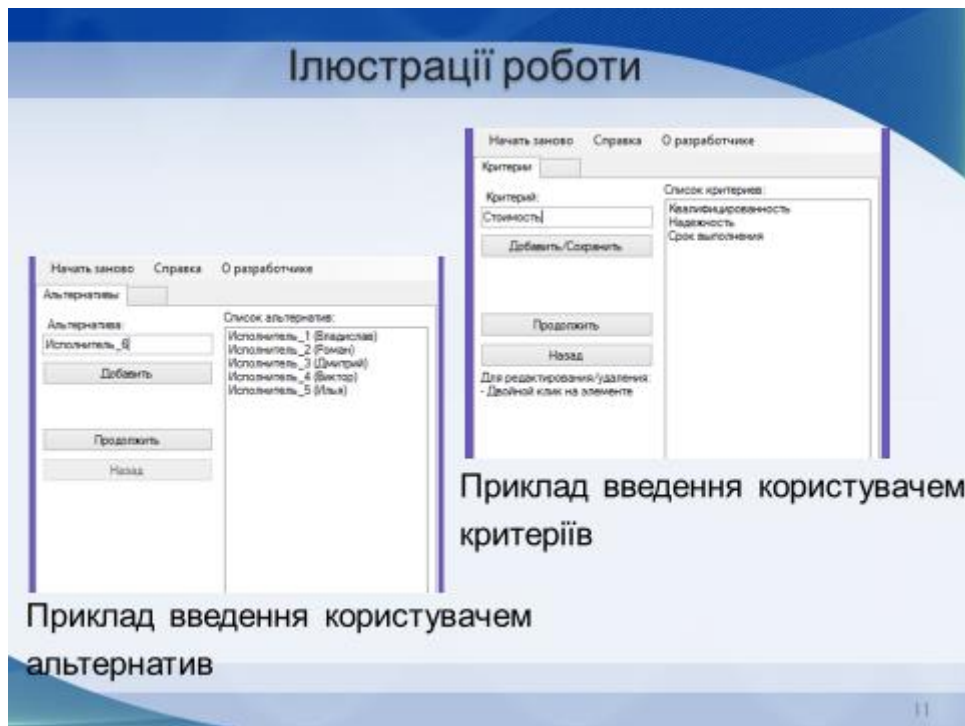 Ілюстрації роботи
Начать заново Справка О разработчике
Альтернативы
Альтернатива:
Исполнитель_6
Добавить
Продолжить
Назад
Список альтернатив:
Исполнитель_1 (Владислав)
Исполнитель_2 (Роман)
Исполнитель_3 (Дмитрий)
Исполнитель_4 (Виктор)
Исполнитель_5 (Илья)
Приклад введення користувачем
альтернатив
Начать заново Справка О разработчике
Критерии
Критерий:
Стоимость
Добавить/Сохранить
Продолжить
Назад
Для редактирования/удаления:
- Двойной клик на элементе
Список критериев:
Квалифицированность
Надежность
Срок выполнения
Приклад введення користувачем
критеріїв
11